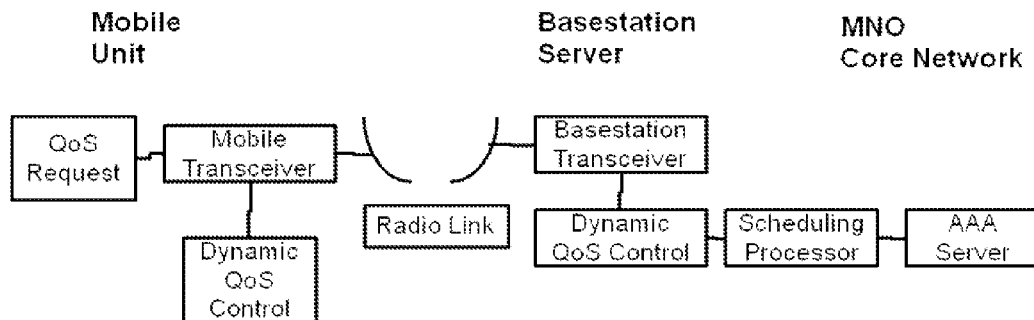 Mobile
Unit
Basestation
Server
MNO
Core Network
QoS
Request
Mobile
Transceiver
Basestation
Transceiver
Radio Link
Dynamic
QoS
Control
Dynamic
QoS Control
Scheduling
Processor
AAA
Server